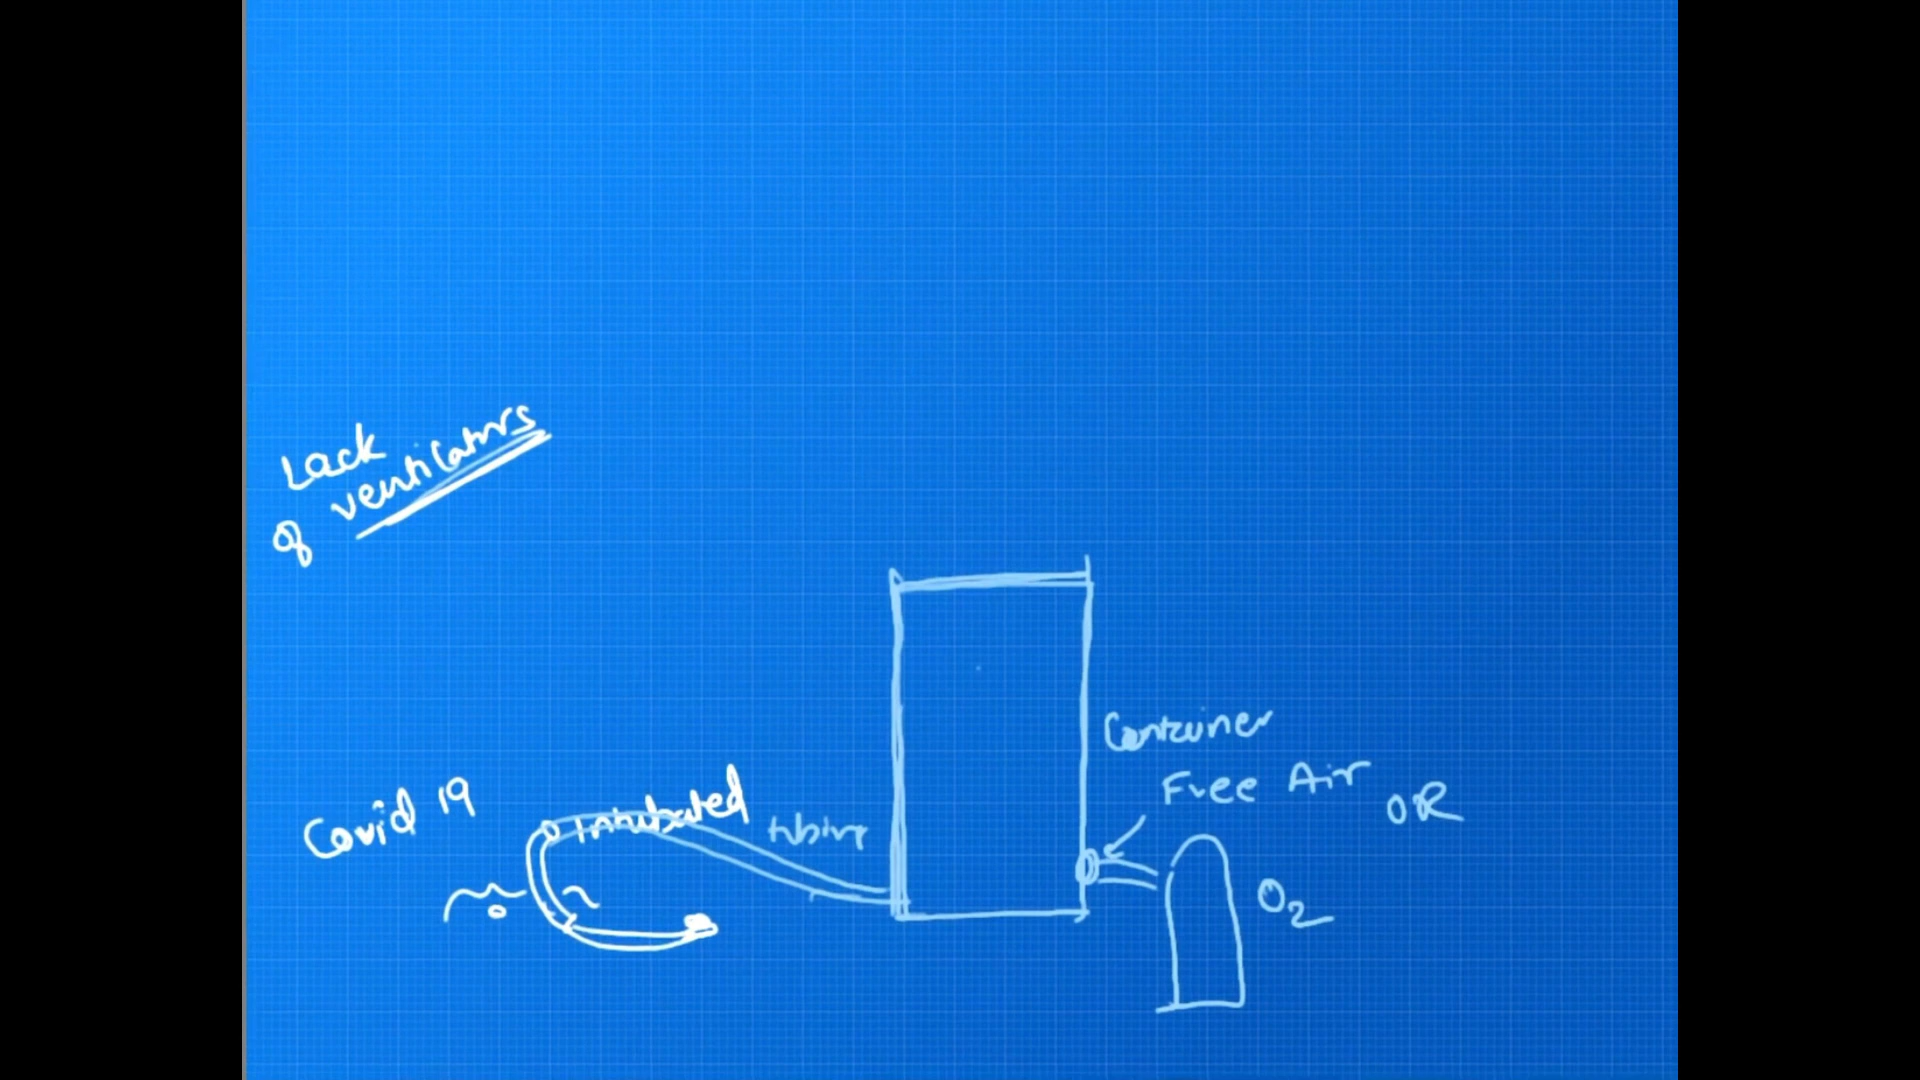 Lack
of ventilators
Covid 19
Intubated
tubing
Container
Free Air OR
O2